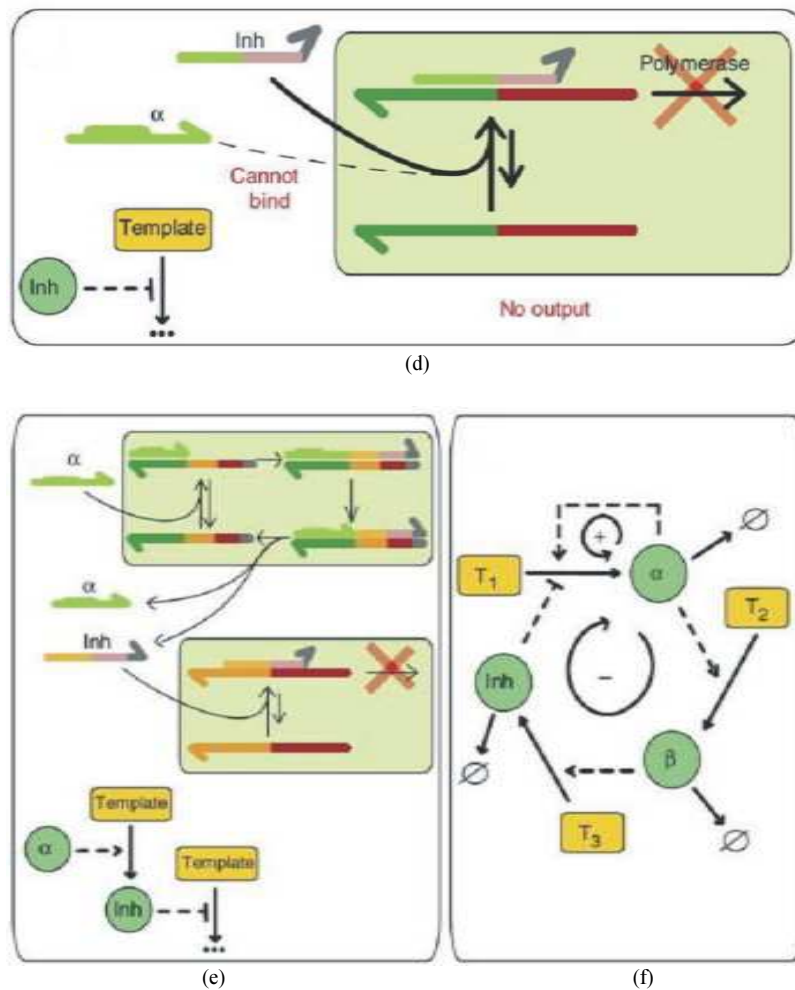 Inh
Polymerase
α
Cannot
bind
Template
Inh
•••
No output
(d)
α
α
Inh
Template
α
Template
Inh
•••
(e)
+
∅
T1
α
T2
Inh
−
∅
β
T3
∅
(f)